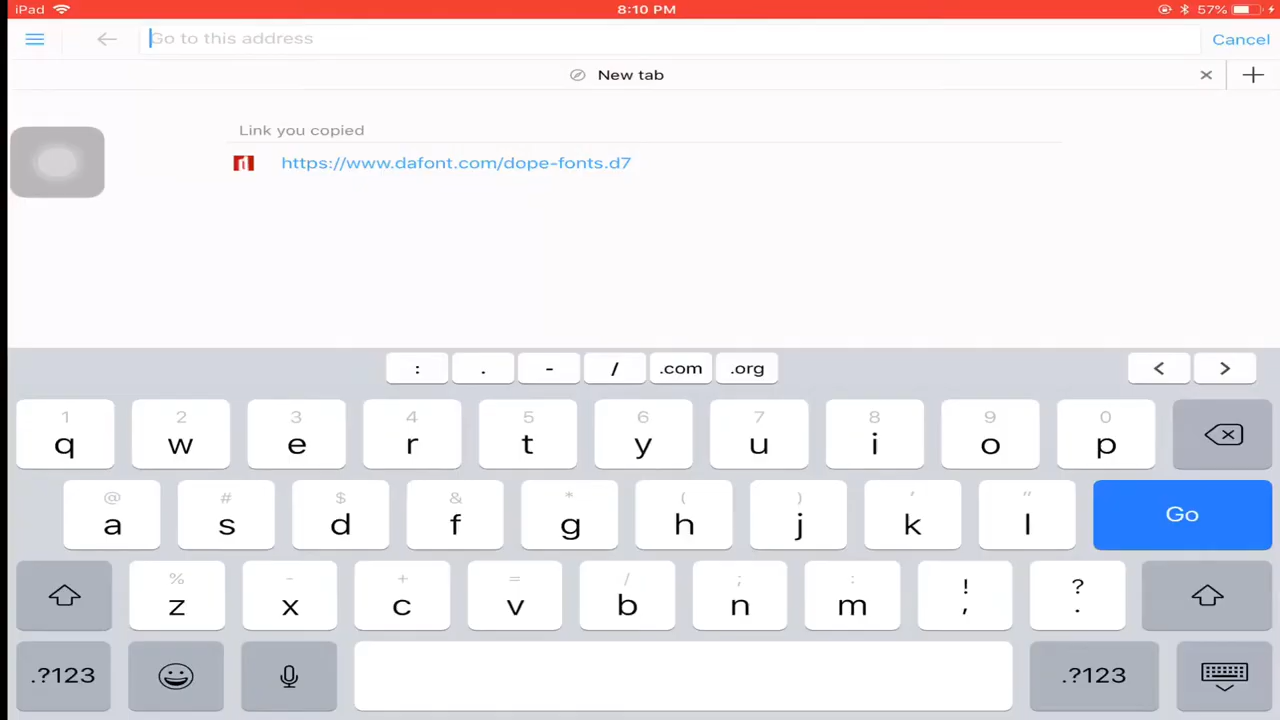 iPad 8:10 PM 57%
Go to this address Cancel
New tab
Link you copied
https://www.dafont.com/dope-fonts.d7
: . - / .com .org < >
1 2 3 4 5 6 7 8 9 0
q w e r t y u i o p
@ # $ & * ( ) ' "
a s d f g h j k l Go
% - + = / ; : ! ?
z x c v b n m , .
.?123 .?123